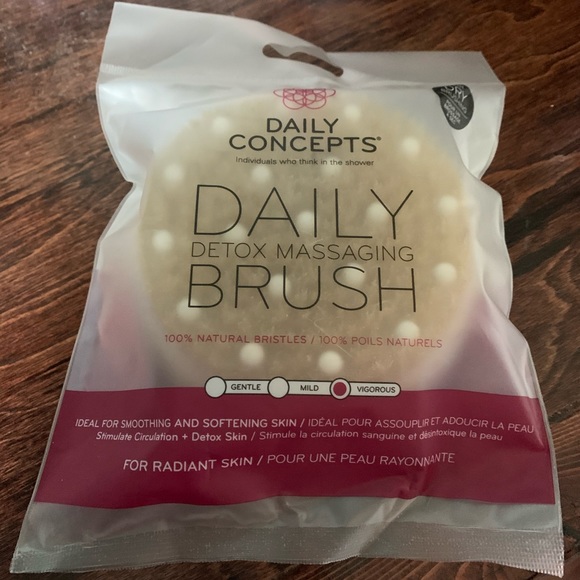 DRY
DAILY
CONCEPTS®
Individuals who think in the shower
DAILY
DETOX MASSAGING
BRUSH
100% NATURAL BRISTLES / 100% POILS NATURELS
GENTLE MILD VIGOROUS
IDEAL FOR SMOOTHING AND SOFTENING SKIN / IDÉAL POUR ASSOUPLIR ET ADOUCIR LA PEAU
Stimulate Circulation + Detox Skin / Stimule la circulation sanguine et désintoxique la peau
FOR RADIANT SKIN / POUR UNE PEAU RAYONNANTE